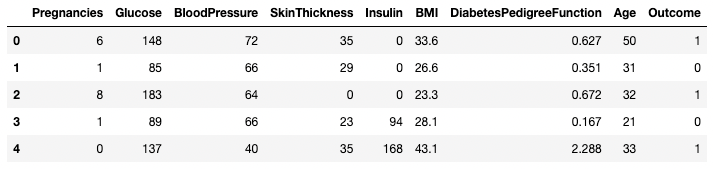 Pregnancies Glucose BloodPressure SkinThickness Insulin BMI DiabetesPedigreeFunction Age Outcome
0 6 148 72 35 0 33.6 0.627 50 1
1 1 85 66 29 0 26.6 0.351 31 0
2 8 183 64 0 0 23.3 0.672 32 1
3 1 89 66 23 94 28.1 0.167 21 0
4 0 137 40 35 168 43.1 2.288 33 1